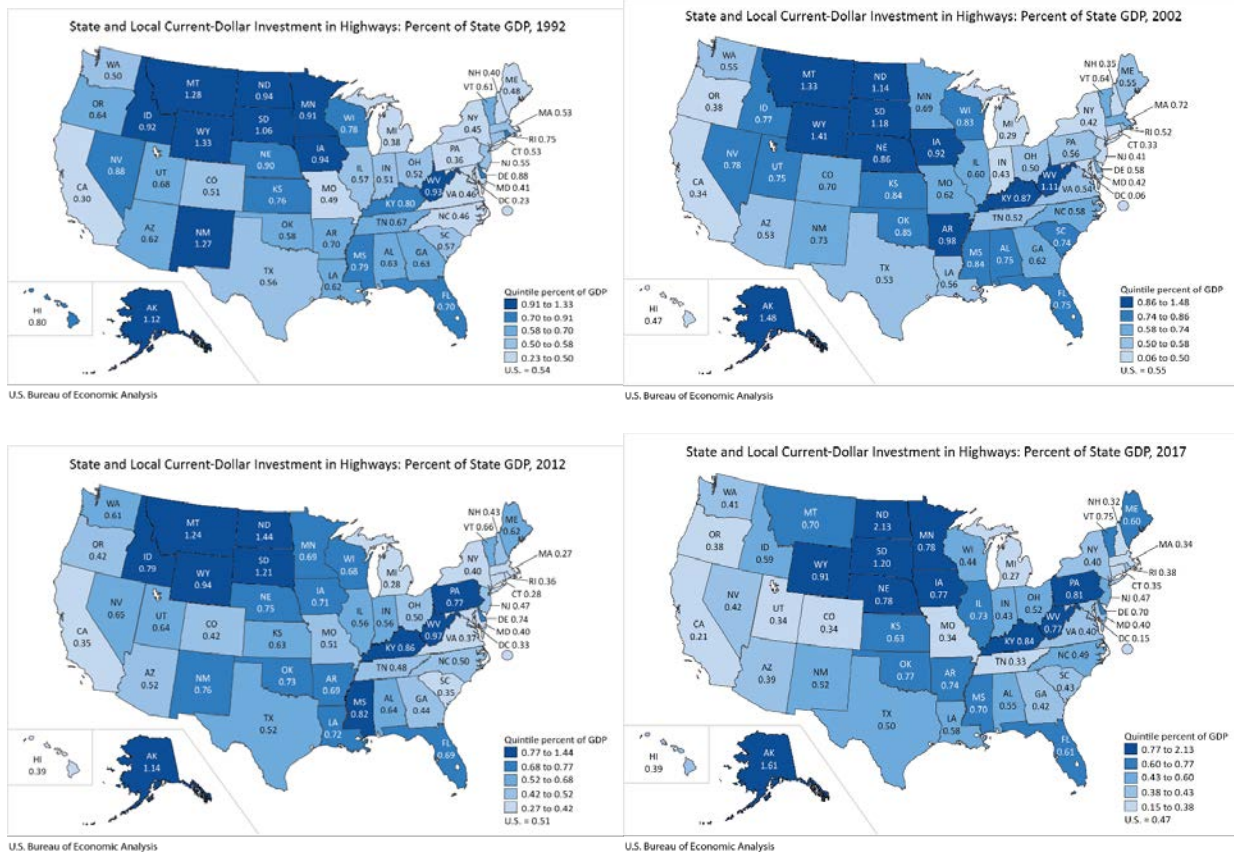 State and Local Current-Dollar Investment in Highways: Percent of State GDP, 1992
WA
0.50
OR
0.64
CA
0.30
ID
0.92
NV
0.88
MT
1.28
WY
1.33
UT
0.68
AZ
0.62
CO
0.51
NM
1.27
ND
0.94
SD
1.06
NE
0.90
KS
0.76
OK
0.58
TX
0.56
MN
0.91
IA
0.94
MO
0.49
AR
0.70
LA
0.62
WI
0.78
IL
0.57
MI
0.38
IN
0.51
OH
0.52
KY 0.80
TN 0.67
MS
0.79
AL
0.63
GA
0.63
FL
0.70
SC
0.57
NC 0.46
VA 0.46
WV
0.93
PA
0.36
NY
0.45
NH 0.40
VT 0.61
ME
0.48
MA 0.53
RI 0.75
CT 0.53
NJ 0.55
DE 0.88
MD 0.41
DC 0.23
HI
0.80
AK
1.12
Quintile percent of GDP
0.91 to 1.33
0.70 to 0.91
0.58 to 0.70
0.50 to 0.58
0.23 to 0.50
U.S. = 0.54
U.S. Bureau of Economic Analysis
State and Local Current-Dollar Investment in Highways: Percent of State GDP, 2002
WA
0.55
OR
0.38
CA
0.34
ID
0.77
NV
0.78
MT
1.33
WY
1.41
UT
0.75
AZ
0.53
CO
0.70
NM
0.73
ND
1.14
SD
1.18
NE
0.86
KS
0.84
OK
0.85
TX
0.53
MN
0.69
IA
0.92
MO
0.62
AR
0.98
LA
0.56
WI
0.83
IL
0.60
MI
0.29
IN
0.43
OH
0.50
KY 0.87
TN 0.52
MS
0.84
AL
0.75
GA
0.62
FL
0.75
SC
0.74
NC 0.58
VA 0.54
WV
1.11
PA
0.56
NY
0.42
NH 0.35
VT 0.64
ME
0.55
MA 0.72
RI 0.52
CT 0.33
NJ 0.41
DE 0.58
MD 0.42
DC 0.06
HI
0.47
AK
1.48
Quintile percent of GDP
0.86 to 1.48
0.74 to 0.86
0.58 to 0.74
0.50 to 0.58
0.06 to 0.50
U.S. = 0.55
U.S. Bureau of Economic Analysis
State and Local Current-Dollar Investment in Highways: Percent of State GDP, 2012
WA
0.61
OR
0.42
CA
0.35
ID
0.79
NV
0.65
MT
1.24
WY
0.94
UT
0.64
AZ
0.52
CO
0.42
NM
0.76
ND
1.44
SD
1.21
NE
0.75
KS
0.63
OK
0.73
TX
0.52
MN
0.69
IA
0.71
MO
0.51
AR
0.69
LA
0.72
WI
0.68
IL
0.56
MI
0.28
IN
0.56
OH
0.50
KY 0.86
TN 0.48
MS
0.82
AL
0.64
GA
0.44
FL
0.69
SC
0.35
NC 0.50
VA 0.37
WV
0.97
PA
0.77
NY
0.40
NH 0.43
VT 0.66
ME
0.62
MA 0.27
RI 0.36
CT 0.28
NJ 0.47
DE 0.74
MD 0.40
DC 0.33
HI
0.39
AK
1.14
Quintile percent of GDP
0.77 to 1.44
0.68 to 0.77
0.52 to 0.68
0.42 to 0.52
0.27 to 0.42
U.S. = 0.51
U.S. Bureau of Economic Analysis
State and Local Current-Dollar Investment in Highways: Percent of State GDP, 2017
WA
0.41
OR
0.38
CA
0.21
ID
0.59
NV
0.42
MT
0.70
WY
0.91
UT
0.34
AZ
0.39
CO
0.34
NM
0.52
ND
2.13
SD
1.20
NE
0.78
KS
0.63
OK
0.77
TX
0.50
MN
0.78
IA
0.77
MO
0.34
AR
0.74
LA
0.58
WI
0.44
IL
0.73
MI
0.27
IN
0.43
OH
0.52
KY 0.84
TN 0.33
MS
0.70
AL
0.55
GA
0.42
FL
0.61
SC
0.43
NC 0.49
VA 0.40
WV
0.77
PA
0.81
NY
0.40
NH 0.32
VT 0.75
ME
0.60
MA 0.34
RI 0.38
CT 0.35
NJ 0.47
DE 0.70
MD 0.40
DC 0.15
HI
0.39
AK
1.61
Quintile percent of GDP
0.77 to 2.13
0.60 to 0.77
0.43 to 0.60
0.38 to 0.43
0.15 to 0.38
U.S. = 0.47
U.S. Bureau of Economic Analysis